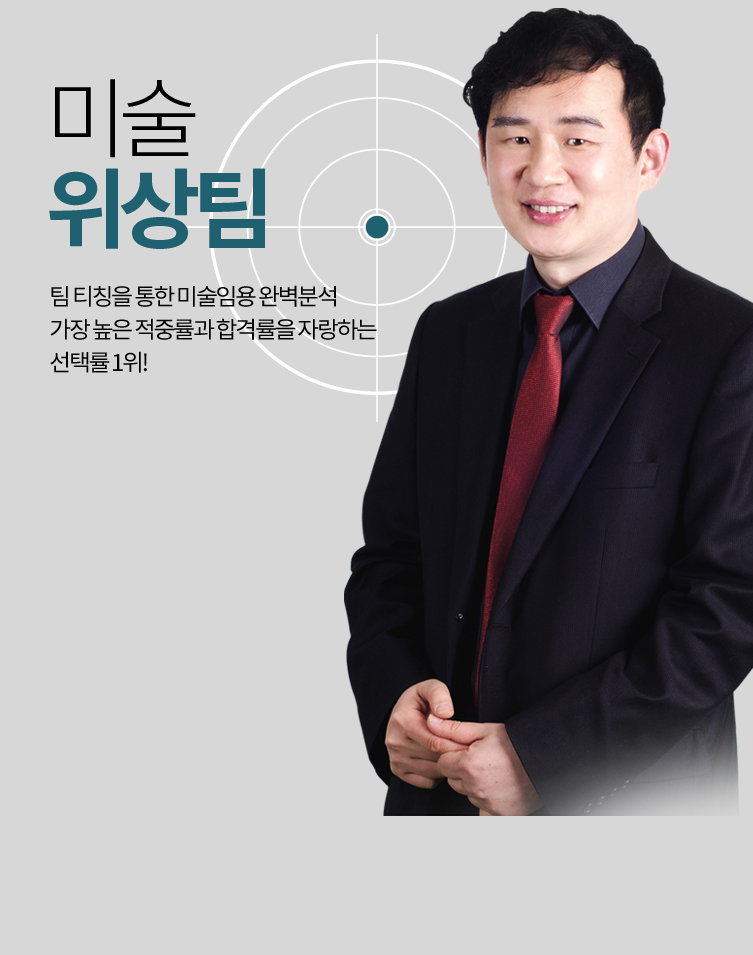 미술
위상팀
팀 티칭을 통한 미술임용 완벽분석
가장 높은 적중률과 합격률을 자랑하는
선택률 1위!